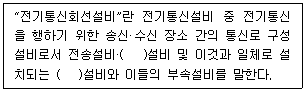 "전기통신회선설비"란 전기통신설비 중 전기통신
을 행하기 위한 송신·수신 장소 간의 통신로 구성
설비로서 전송설비·(   )설비 및 이것과 일체로 설
치되는 (   )설비와 이들의 부속설비를 말한다.